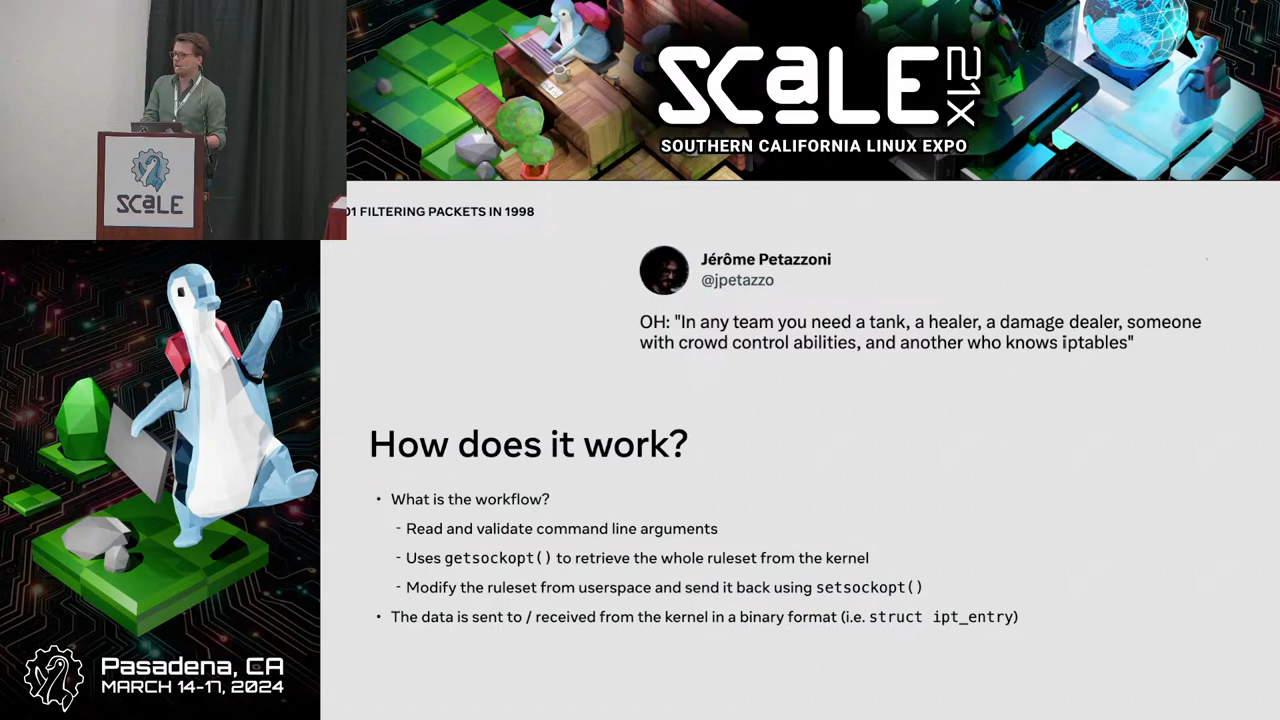 SCALE
21X
SOUTHERN CALIFORNIA LINUX EXPO
SCALE
01 FILTERING PACKETS IN 1998
Jérôme Petazzoni
@jpetazzo
OH: "In any team you need a tank, a healer, a damage dealer, someone
with crowd control abilities, and another who knows iptables"
How does it work?
• What is the workflow?
- Read and validate command line arguments
- Uses getsockopt() to retrieve the whole ruleset from the kernel
- Modify the ruleset from userspace and send it back using setsockopt()
• The data is sent to / received from the kernel in a binary format (i.e. struct ipt_entry)
Pasadena, CA
MARCH 14-17, 2024